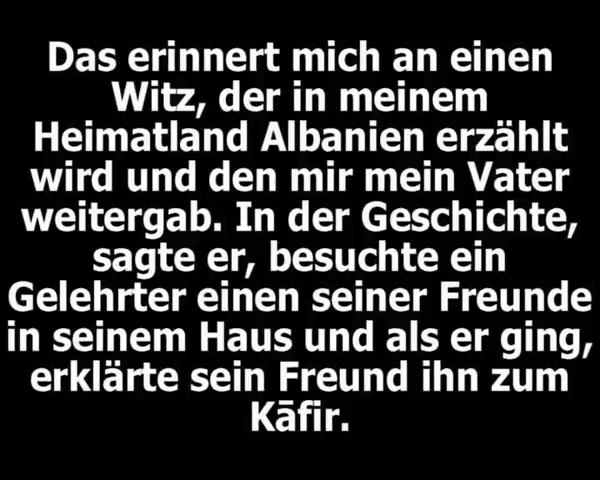 Das erinnert mich an einen
Witz, der in meinem
Heimatland Albanien erzählt
wird und den mir mein Vater
weitergab. In der Geschichte,
sagte er, besuchte ein
Gelehrter einen seiner Freunde
in seinem Haus und als er ging,
erklärte sein Freund ihn zum
Kāfir.